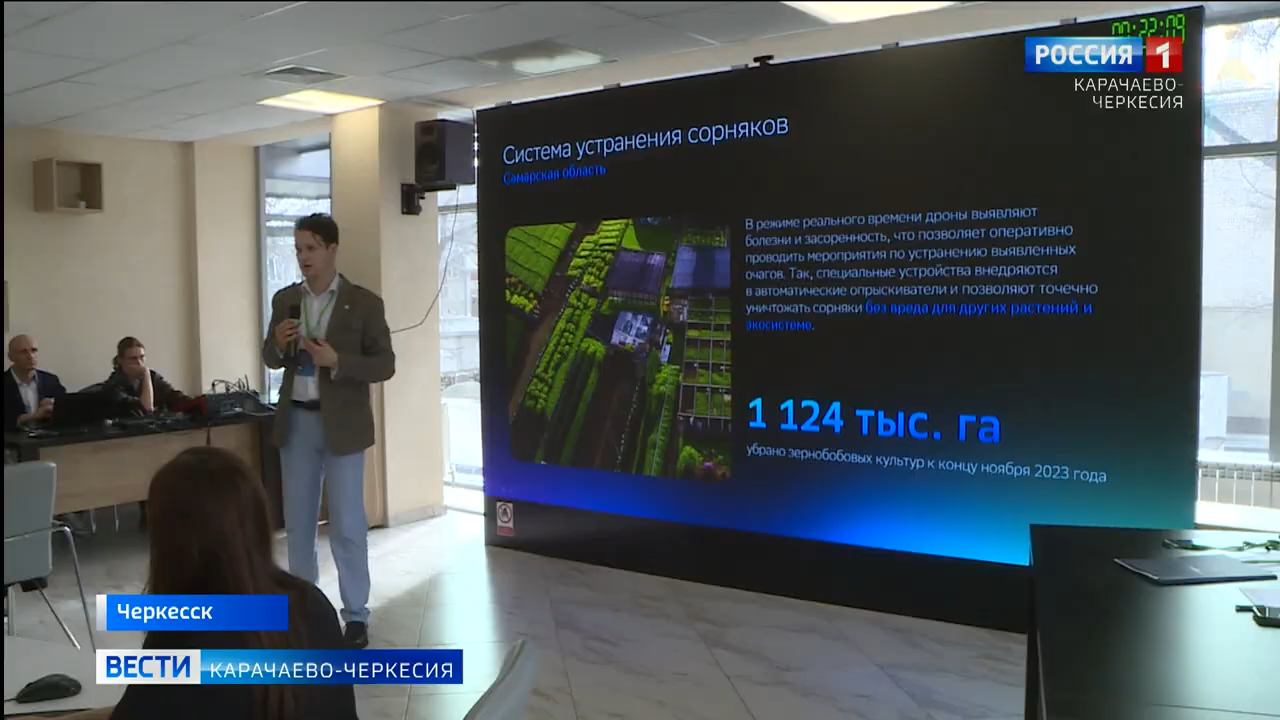 00:22:09
РОССИЯ 1
КАРАЧАЕВО-
ЧЕРКЕСИЯ
Система устранения сорняков
Самарская область
В режиме реального времени дроны выявляют
болезни и засоренность, что позволяет оперативно
проводить мероприятия по устранению выявленных
очагов. Так, специальные устройства внедряются
в автоматические опрыскиватели и позволяют точечно
уничтожать сорняки без вреда для других растений и
экосистеме.
1 124 тыс. га
убрано зернобобовых культур к концу ноября 2023 года
Черкесск
ВЕСТИ КАРАЧАЕВО-ЧЕРКЕСИЯ